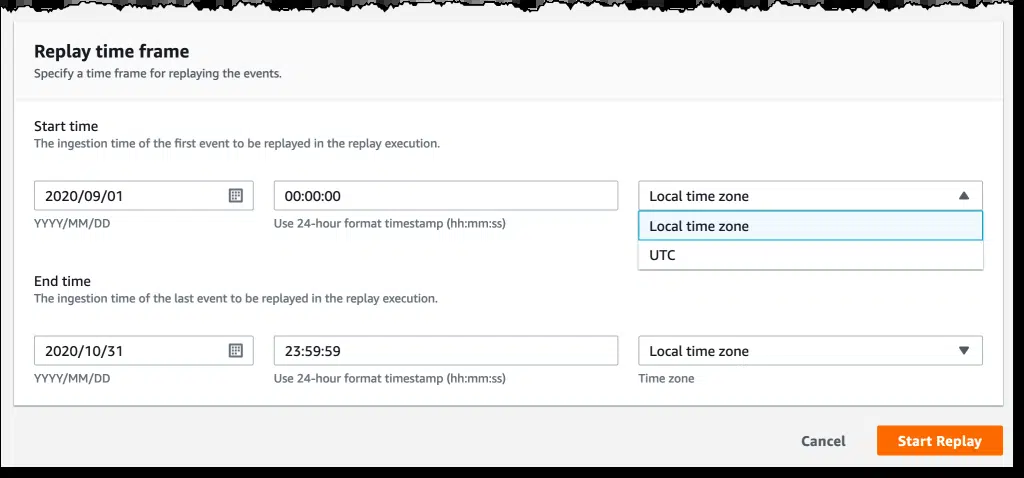 Replay time frame
Specify a time frame for replaying the events.
Start time
The ingestion time of the first event to be replayed in the replay execution.
2020/09/01
00:00:00
Local time zone
YYYY/MM/DD
Use 24-hour format timestamp (hh:mm:ss)
Local time zone
UTC
End time
The ingestion time of the last event to be replayed in the replay execution.
2020/10/31
23:59:59
Local time zone
YYYY/MM/DD
Use 24-hour format timestamp (hh:mm:ss)
Time zone
Cancel
Start Replay